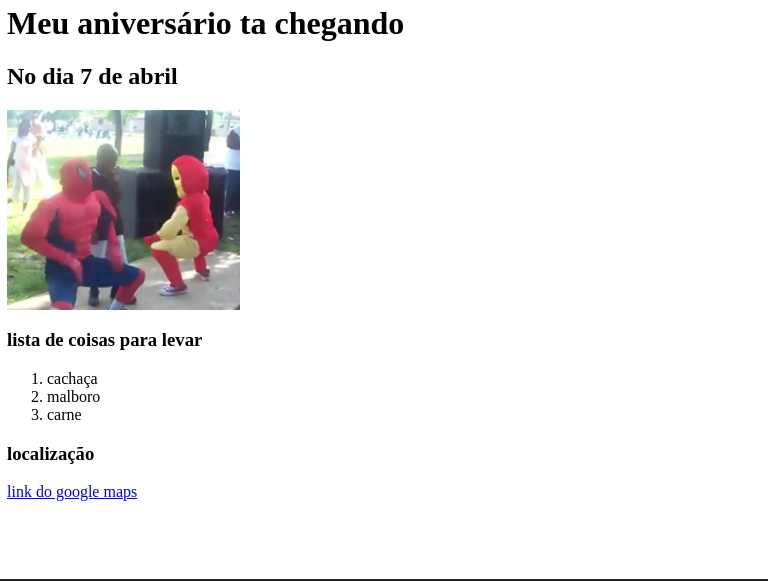 Meu aniversário ta chegando
No dia 7 de abril
lista de coisas para levar
1. cachaça
2. malboro
3. carne
localização
link do google maps